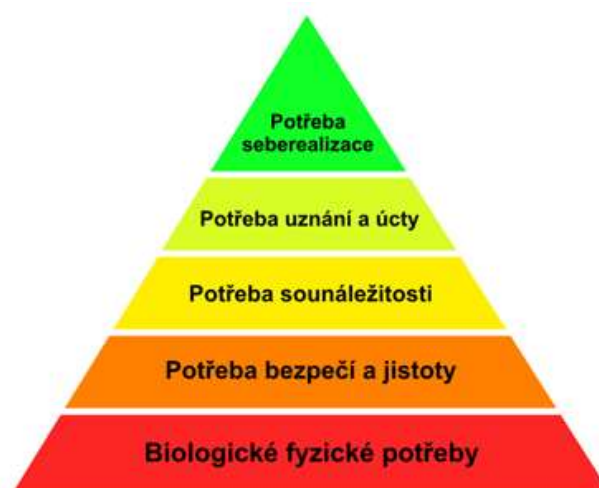 Potřeba
seberealizace
Potřeba uznání a úcty
Potřeba sounáležitosti
Potřeba bezpečí a jistoty
Biologické fyzické potřeby